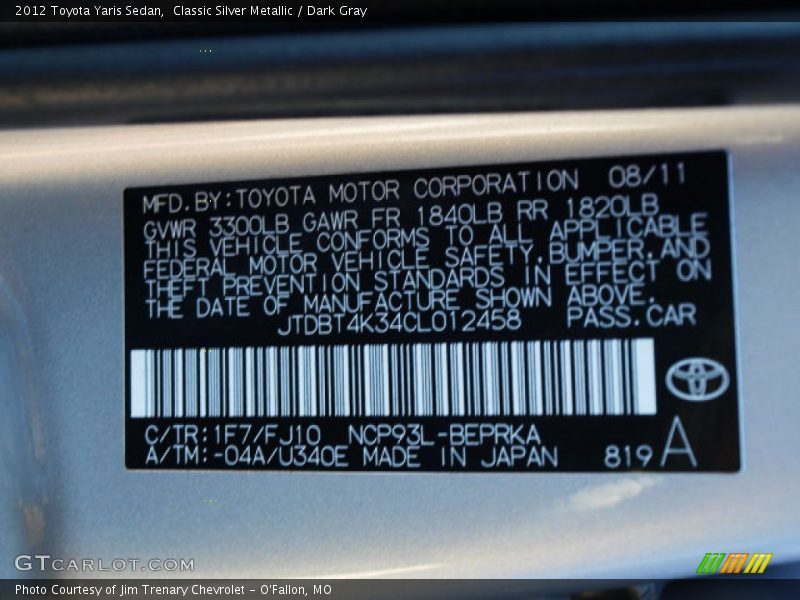 2012 Toyota Yaris Sedan,  Classic Silver Metallic / Dark Gray
MFD.BY:TOYOTA MOTOR CORPORATION 08/11
GVWR 3300LB GAWR FR 1840LB RR 1820LB
THIS VEHICLE CONFORMS TO ALL APPLICABLE
FEDERAL MOTOR VEHICLE SAFETY,BUMPER,AND
THEFT PREVENTION STANDARDS IN EFFECT ON
THE DATE OF MANUFACTURE SHOWN ABOVE.
JTDBT4K34CL012458 PASS.CAR
C/TR:1F7/FJ10 NCP93L-BEPRKA
A/TM:-04A/U340E MADE IN JAPAN 819 A
GTCARLOT.COM
Photo Courtesy of Jim Trenary Chevrolet - O'Fallon, MO